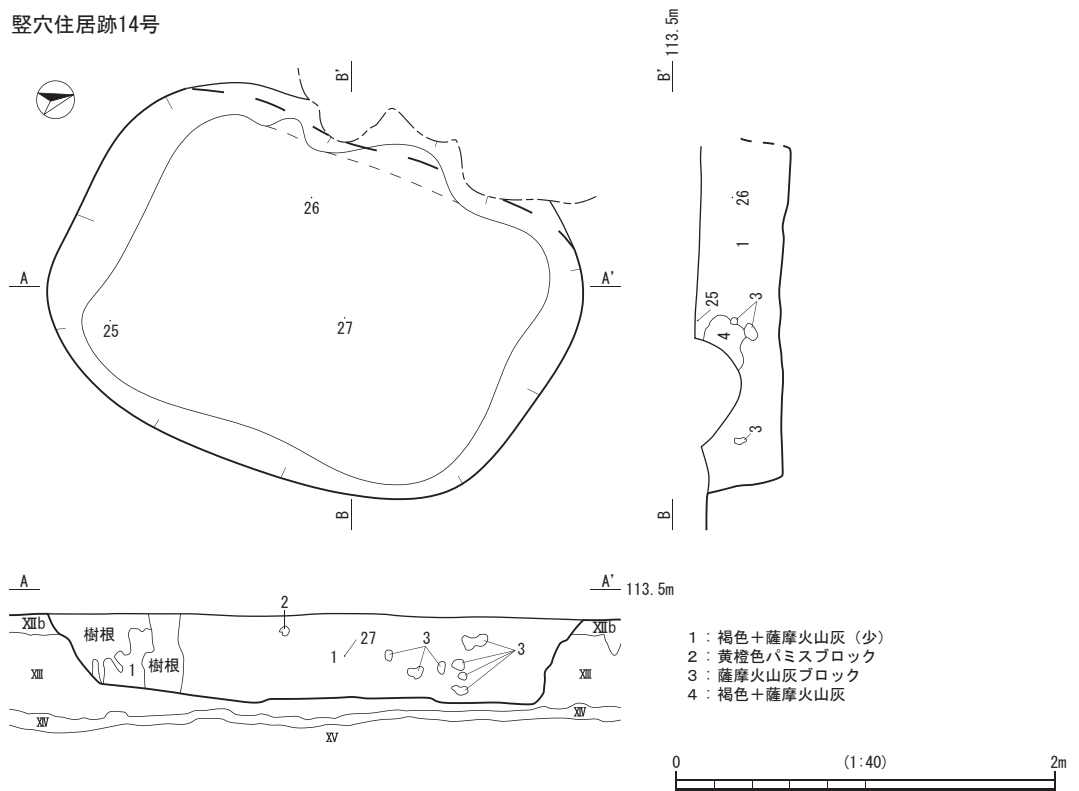 竪穴住居跡14号
B'
B'
113.5m
26
26
1
A
A'
25
3
25
27
4
3
B
B
A
A'
113.5m
2
ⅩⅡb
ⅩⅡb
樹根
27
3
1
3
1
樹根
ⅩⅢ
ⅩⅢ
ⅩⅣ
ⅩⅣ
ⅩⅤ
1：褐色＋薩摩火山灰（少）
2：黄橙色パミスブロック
3：薩摩火山灰ブロック
4：褐色＋薩摩火山灰
0
(1:40)
2m